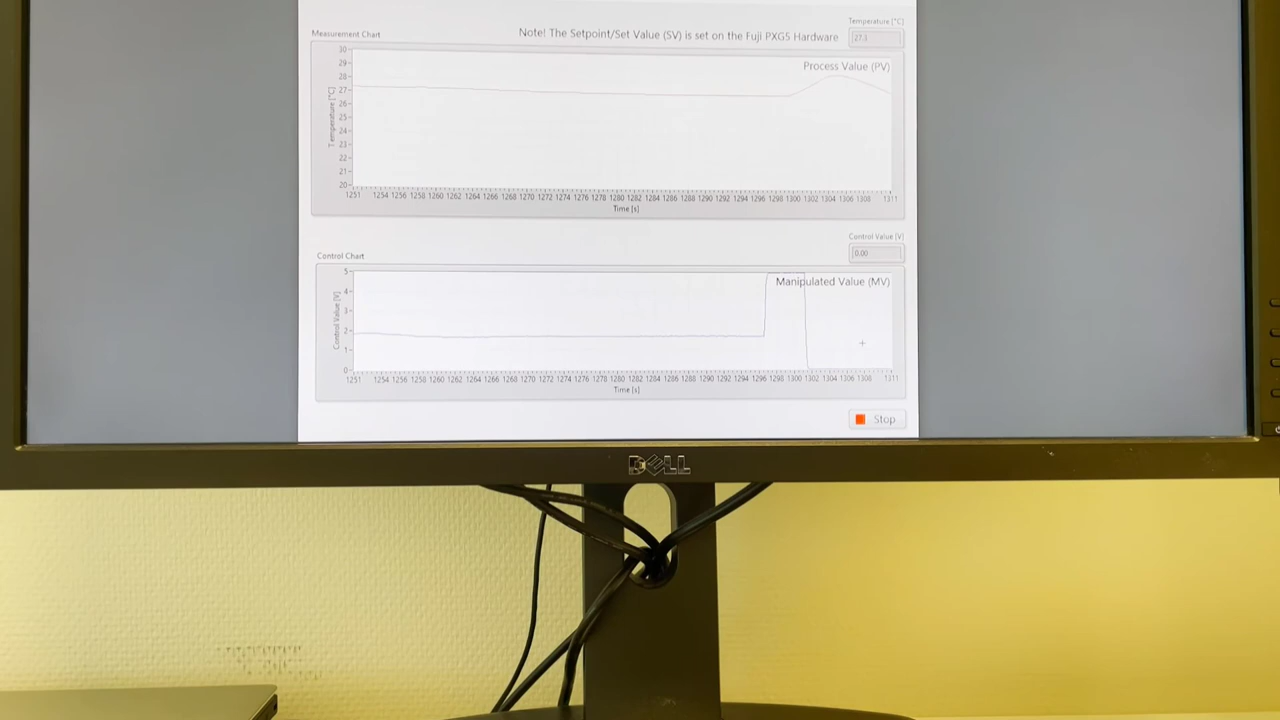 Temperature [°C]
Measurement Chart
Note! The Setpoint/Set Value (SV) is set on the Fuji PXG5 Hardware
27.3
Process Value (PV)
Temperature [°C]
30
29
28
27
26
25
24
23
22
21
20
1251 1254 1256 1258 1260 1262 1264 1266 1268 1270 1272 1274 1276 1278 1280 1282 1284 1286 1288 1290 1292 1294 1296 1298 1300 1302 1304 1306 1308 1311
Time [s]
Control Value [V]
0.00
Control Chart
Manipulated Value (MV)
Control Value [V]
5
4
3
2
1
0
1251 1254 1256 1258 1260 1262 1264 1266 1268 1270 1272 1274 1276 1278 1280 1282 1284 1286 1288 1290 1292 1294 1296 1298 1300 1302 1304 1306 1308 1311
Time [s]
Stop
DELL